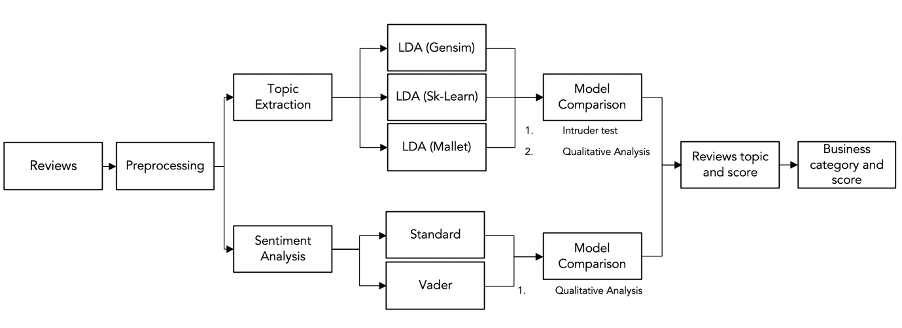 Reviews
Preprocessing
Topic
Extraction
LDA (Gensim)
LDA (Sk-Learn)
LDA (Mallet)
Model
Comparison
1. Intruder test
2. Qualitative Analysis
Sentiment
Analysis
Standard
Vader
Model
Comparison
1. Qualitative Analysis
Reviews topic
and score
Business
category and
score